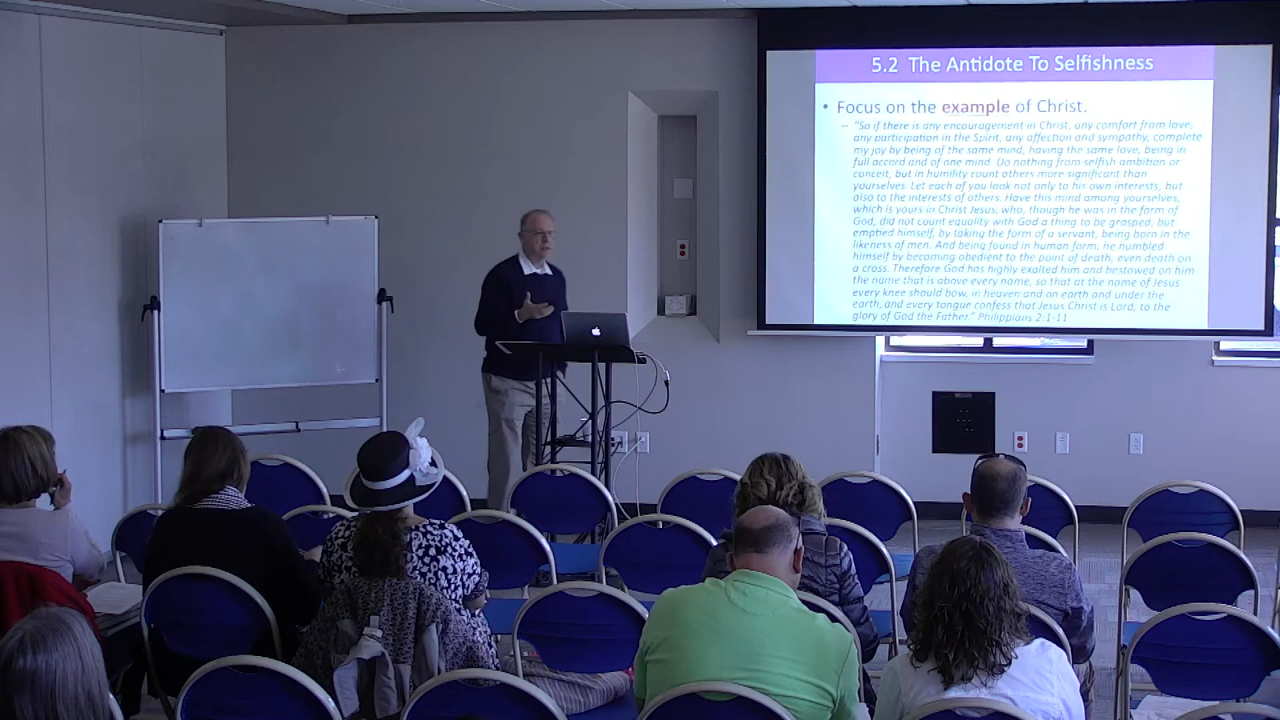 5.2 The Antidote To Selfishness
• Focus on the example of Christ.
– "So if there is any encouragement in Christ, any comfort from love,
any participation in the Spirit, any affection and sympathy, complete
my joy by being of the same mind, having the same love, being in
full accord and of one mind. Do nothing from selfish ambition or
conceit, but in humility count others more significant than
yourselves. Let each of you look not only to his own interests, but
also to the interests of others. Have this mind among yourselves,
which is yours in Christ Jesus, who, though he was in the form of
God, did not count equality with God a thing to be grasped, but
emptied himself, by taking the form of a servant, being born in the
likeness of men. And being found in human form, he humbled
himself by becoming obedient to the point of death, even death on
a cross. Therefore God has highly exalted him and bestowed on him
the name that is above every name, so that at the name of Jesus
every knee should bow, in heaven and on earth and under the
earth, and every tongue confess that Jesus Christ is Lord, to the
glory of God the Father." Philippians 2:1-11